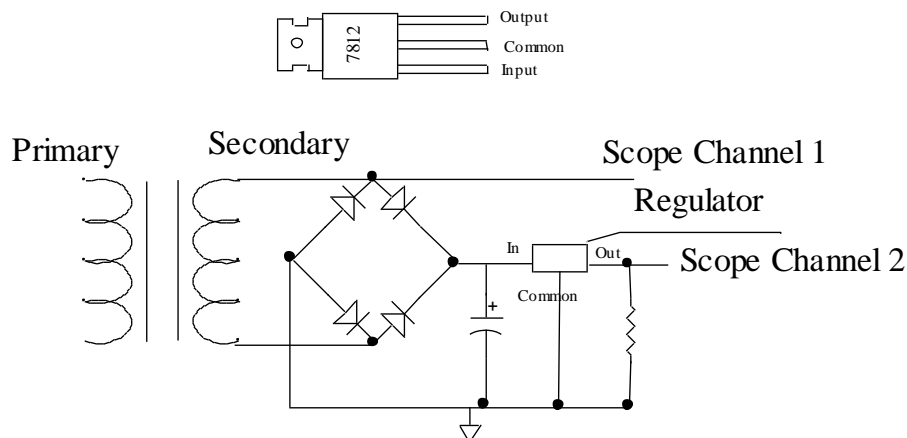 Output
7812
Common
Input
Primary
Secondary
Scope Channel 1
Regulator
In
Out
Scope Channel 2
Common
+